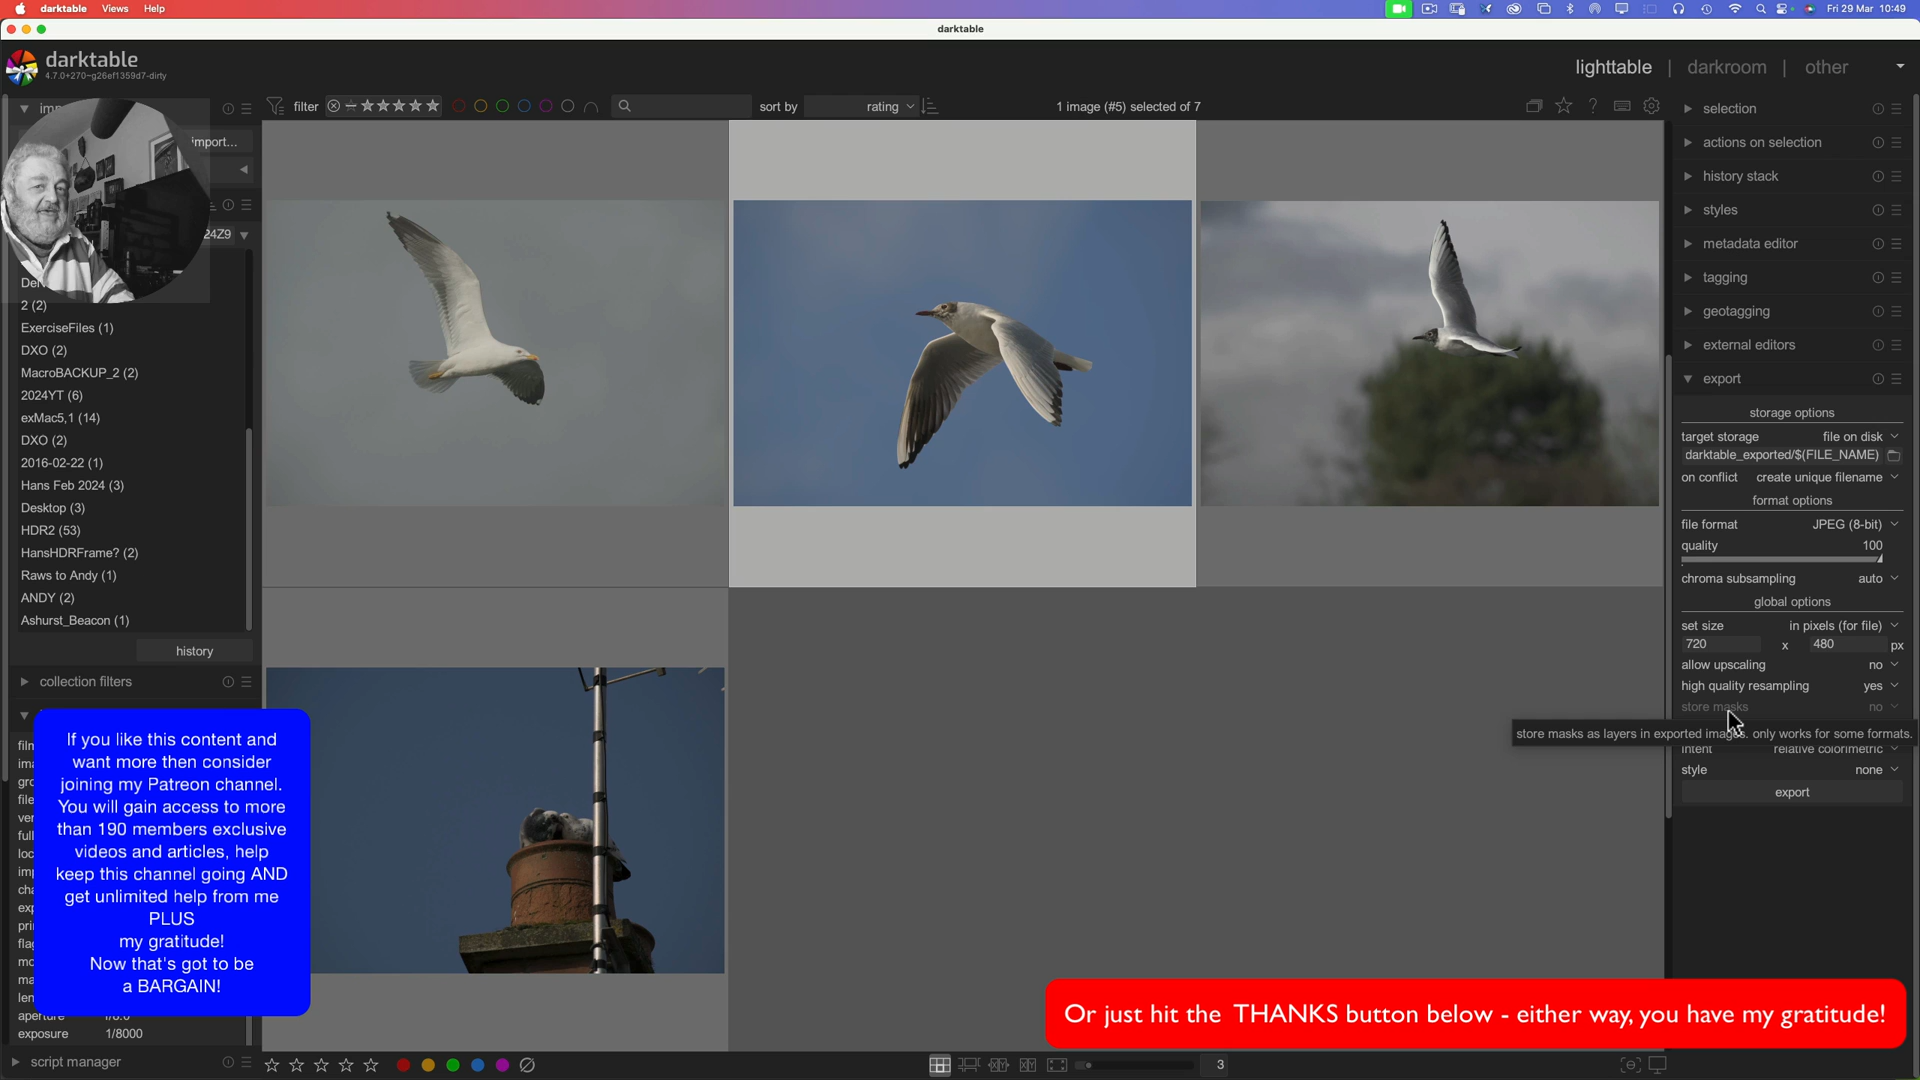 darktable Views Help
Fri 29 Mar 10:49
darktable
darktable
4.7.0+270~g26ef1359d7-dirty
lighttable | darkroom | other
filter
sort by rating
1 image (#5) selected of 7
import...
24Z9
2 (2)
ExerciseFiles (1)
DXO (2)
MacroBACKUP_2 (2)
2024YT (6)
exMac5,1 (14)
DXO (2)
2016-02-22 (1)
Hans Feb 2024 (3)
Desktop (3)
HDR2 (53)
HansHDRFrame? (2)
Raws to Andy (1)
ANDY (2)
Ashurst_Beacon (1)
history
collection filters
If you like this content and
want more then consider
joining my Patreon channel.
You will gain access to more
than 190 members exclusive
videos and articles, help
keep this channel going AND
get unlimited help from me
PLUS
my gratitude!
Now that's got to be
a BARGAIN!
exposure 1/8000
script manager
3
selection
actions on selection
history stack
styles
metadata editor
tagging
geotagging
external editors
export
storage options
target storage file on disk
darktable_exported/$(FILE_NAME)
on conflict create unique filename
format options
file format JPEG (8-bit)
quality 100
chroma subsampling auto
global options
set size in pixels (for file)
720 x 480 px
allow upscaling no
high quality resampling yes
store masks no
store masks as layers in exported images. only works for some formats.
intent relative colorimetric
style none
export
Or just hit the THANKS button below - either way, you have my gratitude!